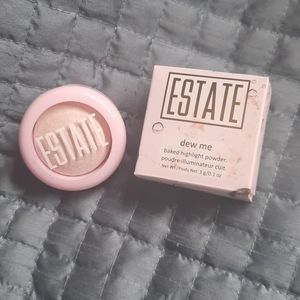 ESTATE
ESTATE
dew me
baked highlight powder.
poudre illuminateur cuit.
Net Wt./Poids Net: 3 g/0.1 oz